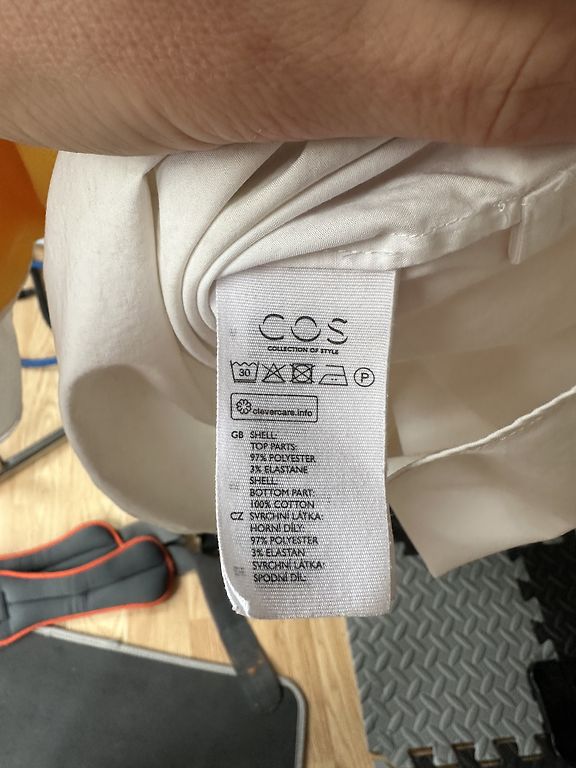 COS
COLLECTION OF STYLE
30
P
clevercare.info
GB SHELL:
TOP PARTS:
97% POLYESTER
3% ELASTANE
SHELL:
BOTTOM PART:
100% COTTON
CZ SVRCHNÍ LÁTKA:
HORNÍ DÍLY:
97% POLYESTER
3% ELASTAN
SVRCHNÍ LÁTKA:
SPODNÍ DÍL: